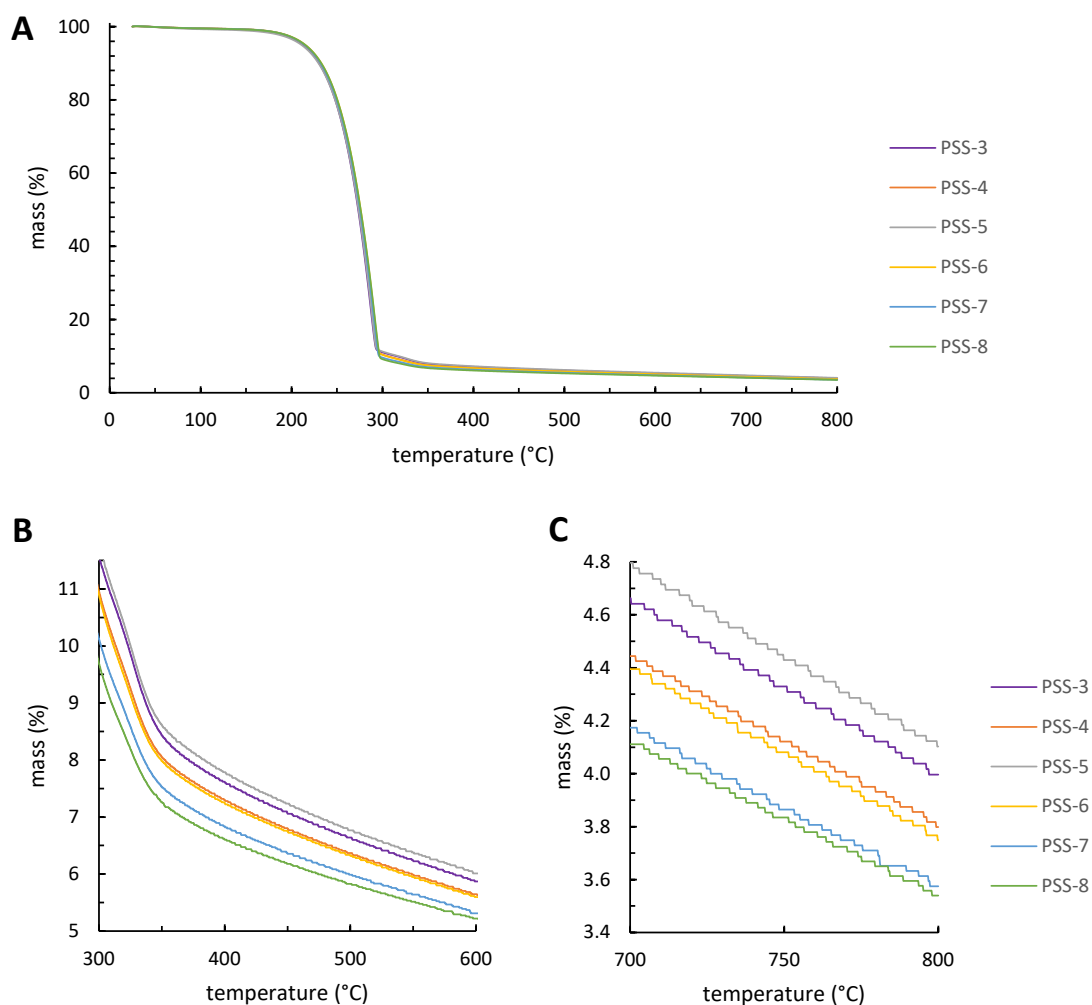 A
100
80
60
40
20
0
mass (%)
0 100 200 300 400 500 600 700 800
temperature (°C)
PSS-3
PSS-4
PSS-5
PSS-6
PSS-7
PSS-8
B
11
10
9
8
7
6
5
mass (%)
300 400 500 600
temperature (°C)
C
4.8
4.6
4.4
4.2
4.0
3.8
3.6
3.4
mass (%)
700 750 800
temperature (°C)
PSS-3
PSS-4
PSS-5
PSS-6
PSS-7
PSS-8